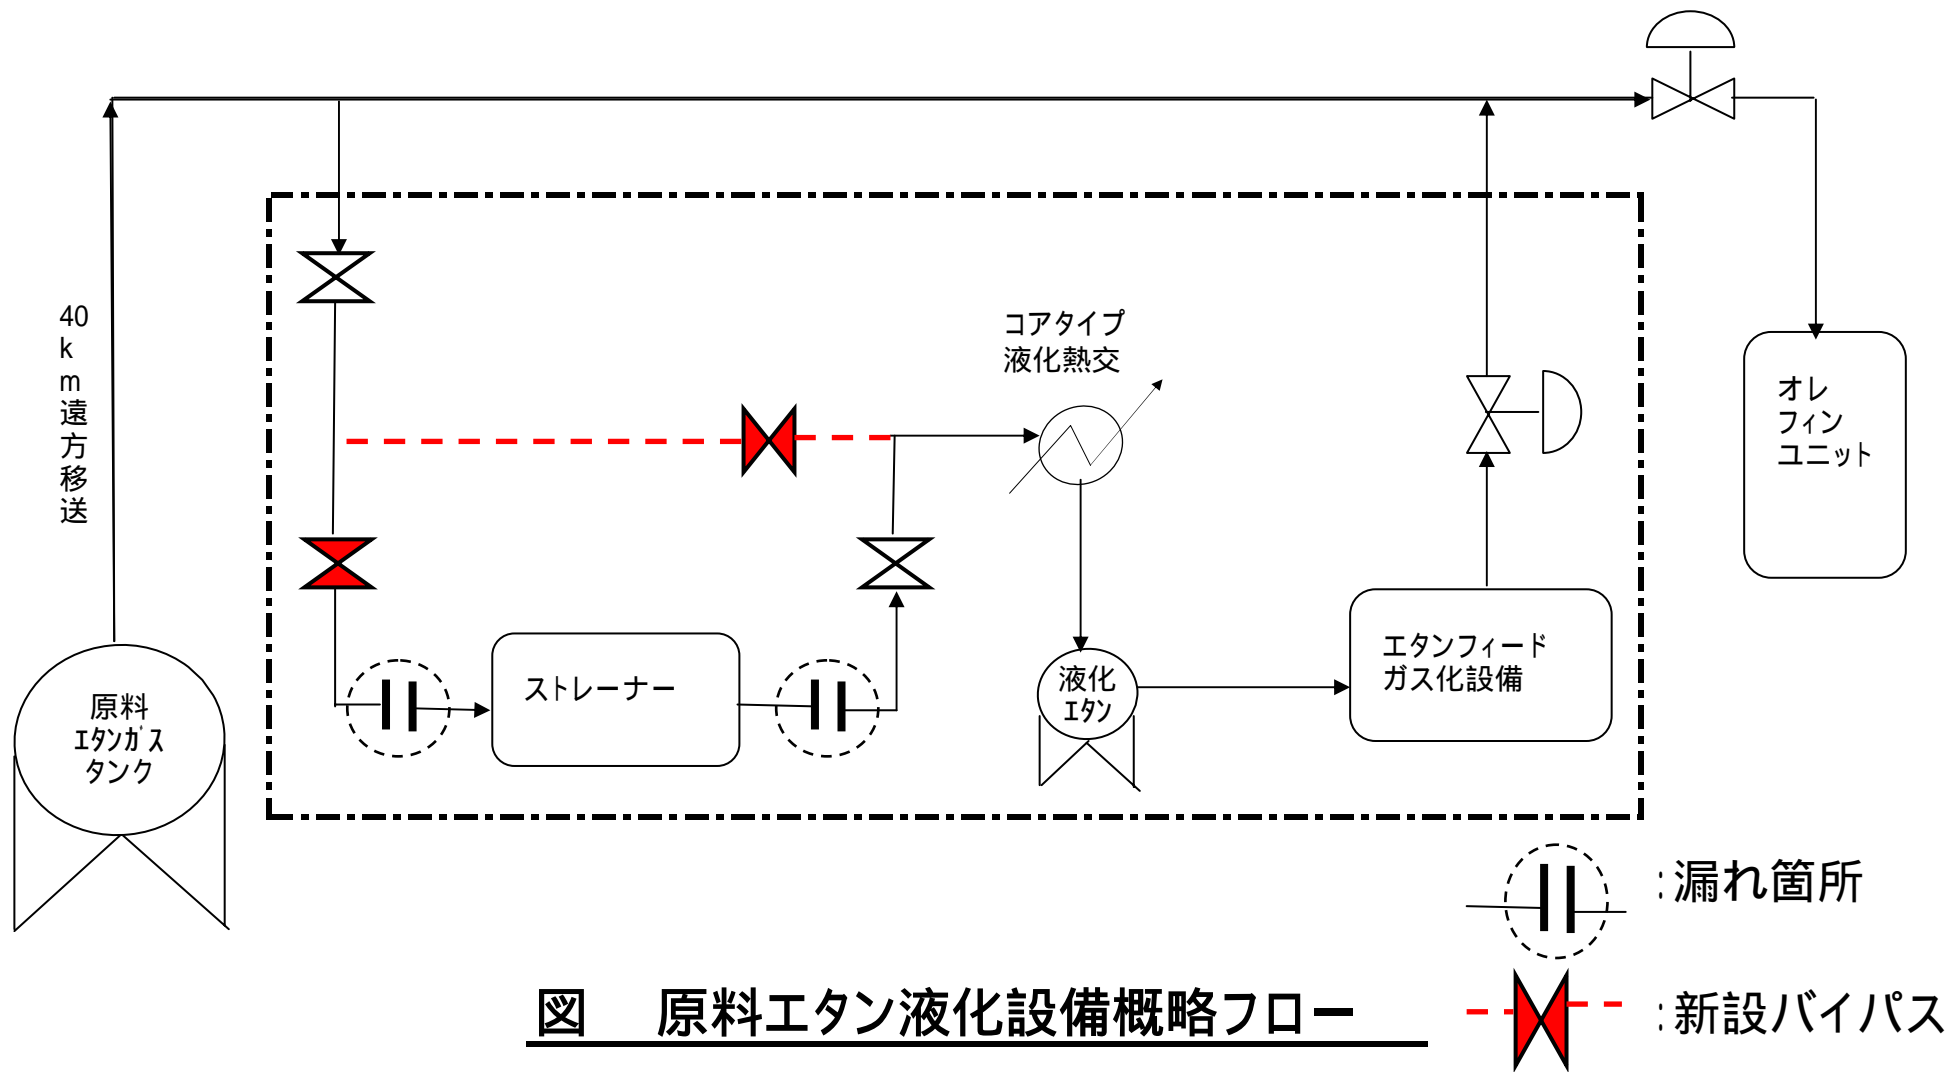 コアタイプ
液化熱交
40
k
m
遠
方
移
送
オレ
フィン
ユニット
原料
ｴﾀﾝｶﾞｽ
タンク
ストレーナー
液化
ｴﾀﾝ
エタンフィード
ガス化設備
:漏れ箇所
:新設バイパス
図　原料エタン液化設備概略フロー